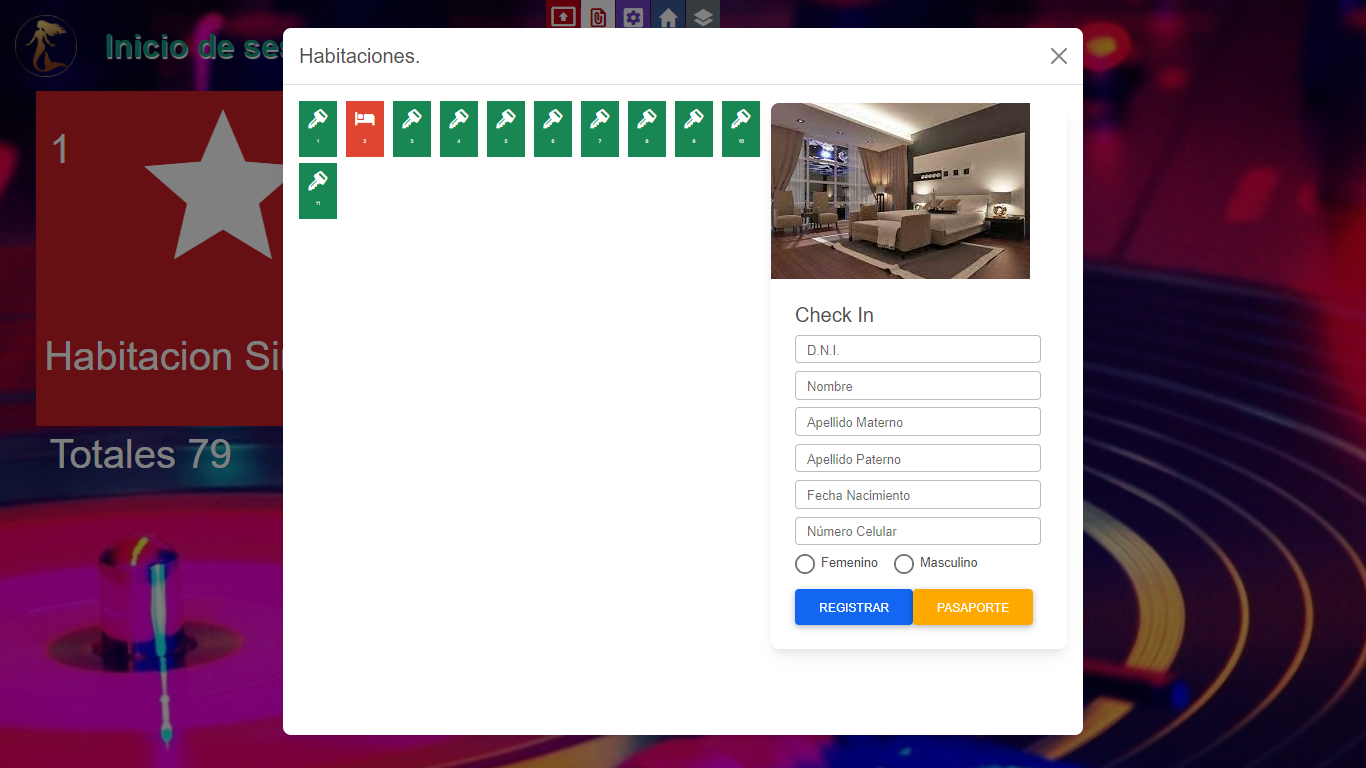 Inicio de ses
Habitaciones.
1
1 2 3 4 5 6 7 8 9 10
11
Habitacion Si
Totales 79
Check In
D.N.I.
Nombre
Apellido Materno
Apellido Paterno
Fecha Nacimiento
Número Celular
Femenino Masculino
REGISTRAR PASAPORTE